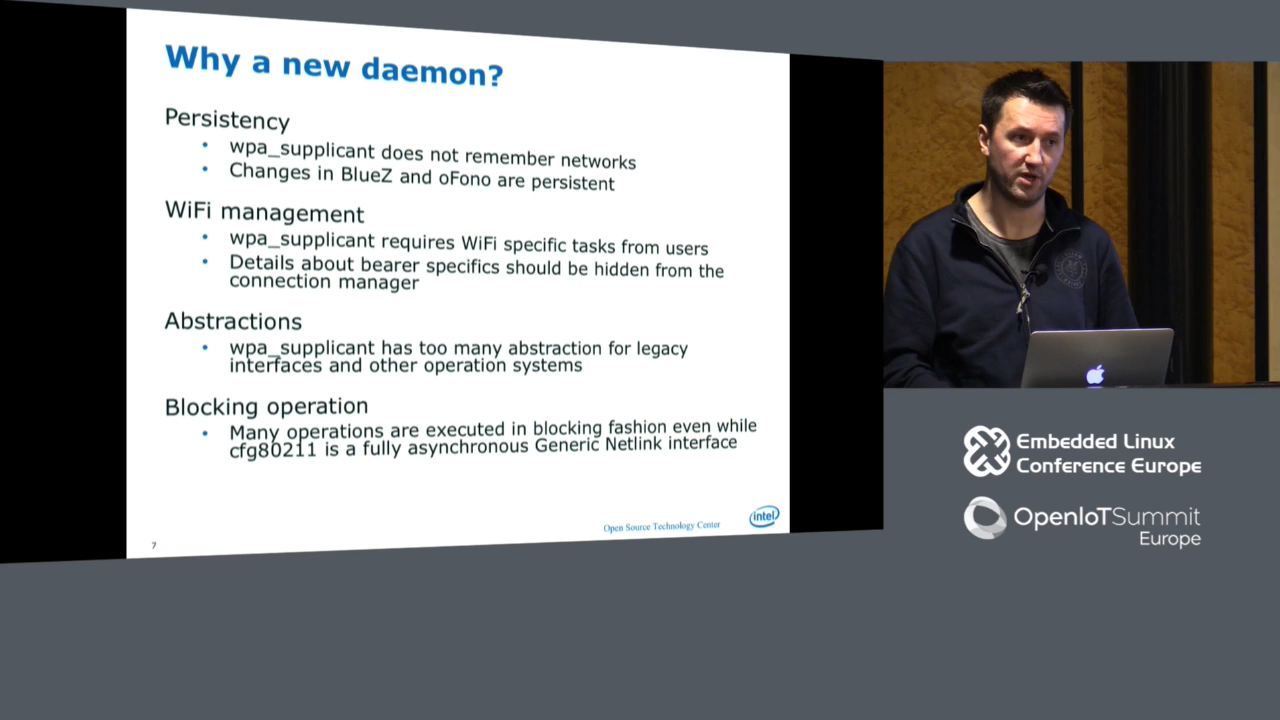 Why a new daemon?
Persistency
• wpa_supplicant does not remember networks
• Changes in BlueZ and oFono are persistent
WiFi management
• wpa_supplicant requires WiFi specific tasks from users
• Details about bearer specifics should be hidden from the
connection manager
Abstractions
• wpa_supplicant has too many abstraction for legacy
interfaces and other operation systems
Blocking operation
• Many operations are executed in blocking fashion even while
cfg80211 is a fully asynchronous Generic Netlink interface
Open Source Technology Center
intel
7
Embedded Linux
Conference Europe
OpenIoTSummit
Europe